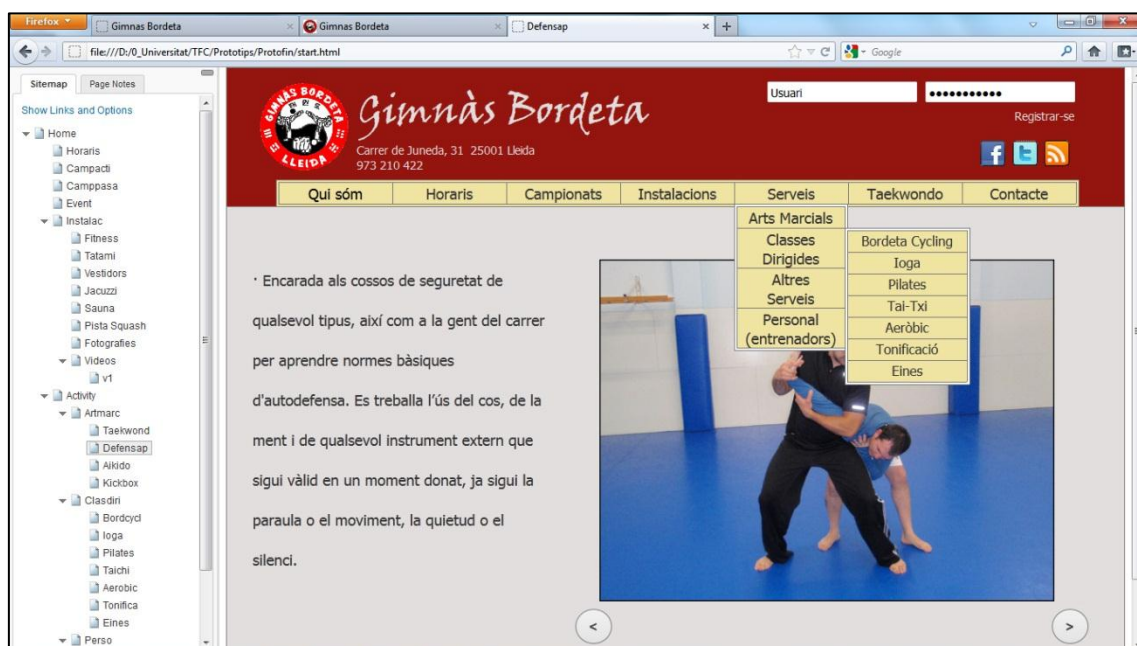 Firefox
Gimnas Bordeta
Gimnas Bordeta
Defensap
file:///D:/0_Universitat/TFC/Prototips/Protofin/start.html
Google
Sitemap
Page Notes
Show Links and Options
Home
Horaris
Campacti
Camppasa
Event
Instalac
Fitness
Tatami
Vestidors
Jacuzzi
Sauna
Pista Squash
Fotografies
Videos
v1
Activity
Artmarc
Taekwond
Defensap
Aikido
Kickbox
Clasdiri
Bordcycl
Ioga
Pilates
Taichi
Aerobic
Tonifica
Eines
Perso
GIMNÀS BORDETA
LLEIDA
Gimnàs Bordeta
Carrer de Juneda, 31 25001 Lleida
973 210 422
Usuari
Registrar-se
Qui sóm
Horaris
Campionats
Instalacions
Serveis
Taekwondo
Contacte
Arts Marcials
Classes
Dirigides
Altres
Serveis
Personal
(entrenadors)
Bordeta Cycling
Ioga
Pilates
Tai-Txi
Aeròbic
Tonificació
Eines
· Encarada als cossos de seguretat de
qualsevol tipus, així com a la gent del carrer
per aprendre normes bàsiques
d'autodefensa. Es treballa l'ús del cos, de la
ment i de qualsevol instrument extern que
sigui vàlid en un moment donat, ja sigui la
paraula o el moviment, la quietud o el
silenci.
<
>